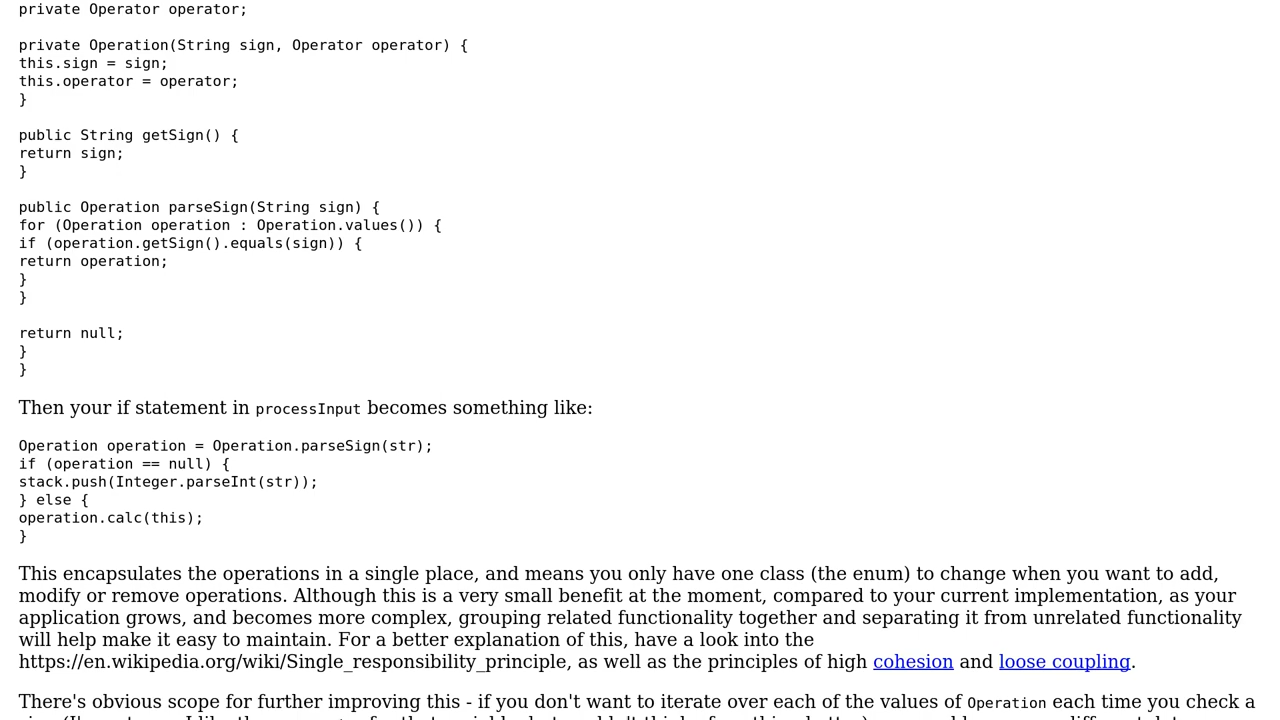 private Operator operator;
private Operation(String sign, Operator operator) {
this.sign = sign;
this.operator = operator;
}
public String getSign() {
return sign;
}
public Operation parseSign(String sign) {
for (Operation operation : Operation.values()) {
if (operation.getSign().equals(sign)) {
return operation;
}
}
return null;
}
}
Then your if statement in processInput becomes something like:
Operation operation = Operation.parseSign(str);
if (operation == null) {
stack.push(Integer.parseInt(str));
} else {
operation.calc(this);
}
This encapsulates the operations in a single place, and means you only have one class (the enum) to change when you want to add,
modify or remove operations. Although this is a very small benefit at the moment, compared to your current implementation, as your
application grows, and becomes more complex, grouping related functionality together and separating it from unrelated functionality
will help make it easy to maintain. For a better explanation of this, have a look into the
https://en.wikipedia.org/wiki/Single_responsibility_principle, as well as the principles of high cohesion and loose coupling.
There's obvious scope for further improving this - if you don't want to iterate over each of the values of Operation each time you check a